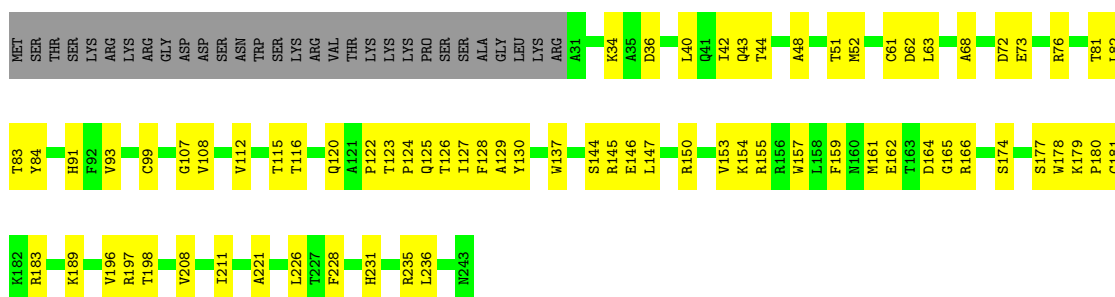 MET SER THR SER LYS LYS ARG LYS ARG GLY ASP ASP SER ASN TRP SER LYS ARG VAL THR LYS LYS LYS PRO SER SER ALA GLY LEU LYS ARG A31 K34 A35 D36 L40 Q41 I42 Q43 T44 A48 T51 M52 C61 D62 L63 A68 D72 E73 R76 T81 L82
T83 Y84 H91 F92 V93 C99 G107 V108 V112 T115 T116 Q120 A121 P122 T123 P124 Q125 T126 I127 F128 A129 Y130 W137 S144 R145 E146 L147 R150 V153 K154 R155 R156 W157 L158 F159 N160 M161 E162 T163 D164 G165 R166 S174 S177 W178 K179 P180
K182 R183 K189 V196 R197 T198 V208 I211 A221 L226 T227 F228 H231 R235 L236 N243